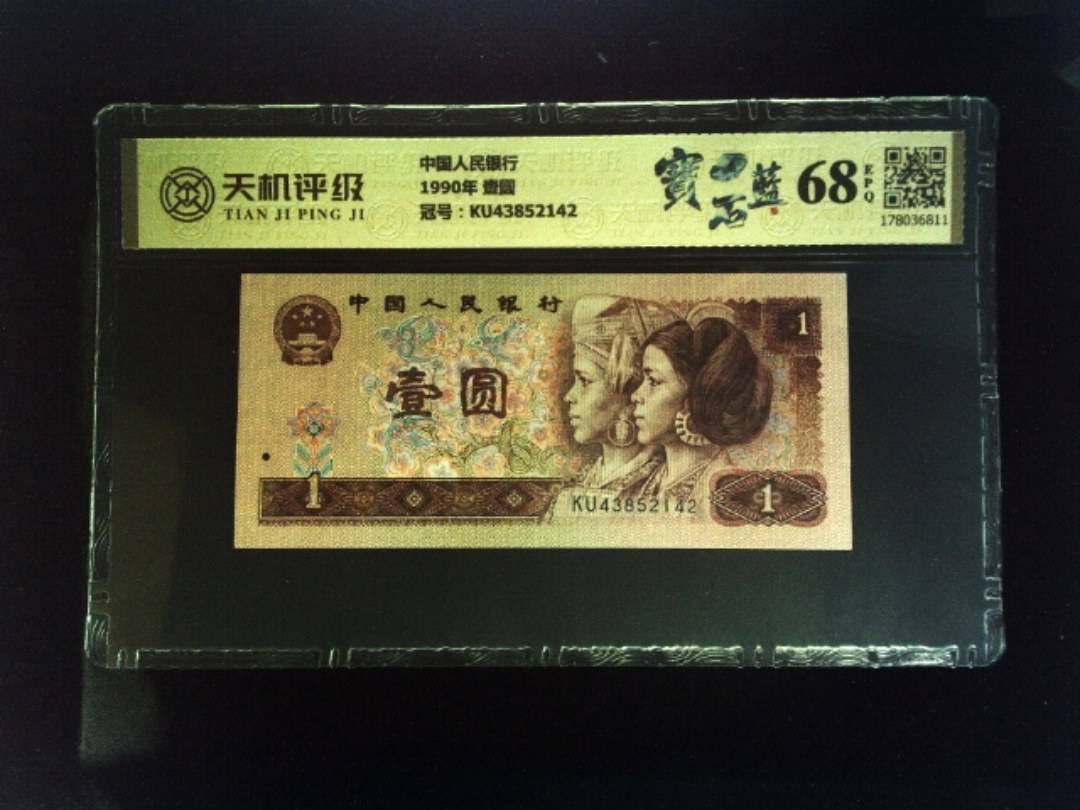 天机评级
TIAN JI PING JI
中国人民银行
1990年 壹圆
冠号：KU43852142
寶石藍
68
EPQ
178036811
中国人民银行
1
壹圆
1
KU43852142
1